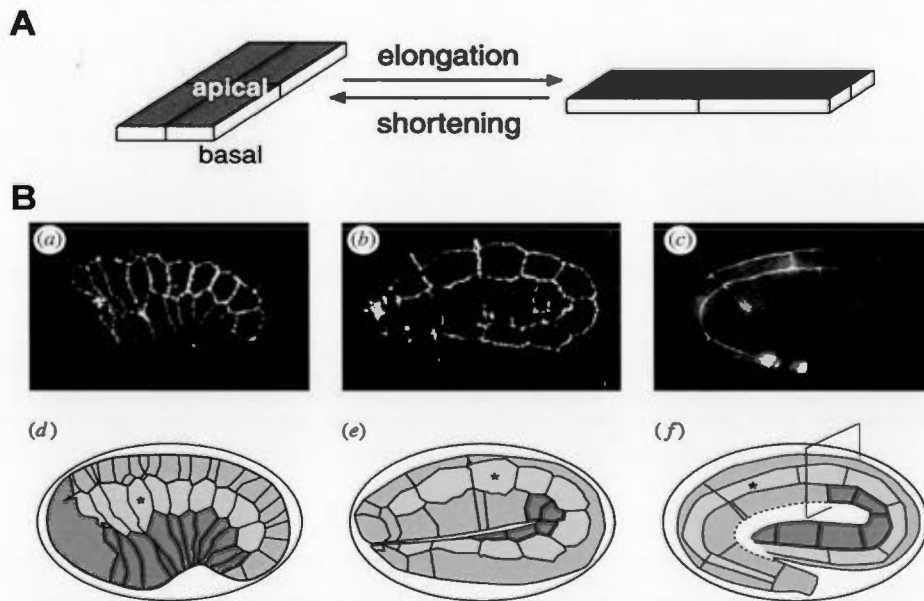 A
elongation
apical
shortening
basal
B
(a)
(b)
(c)
(d)
(e)
(f)
*
*
*